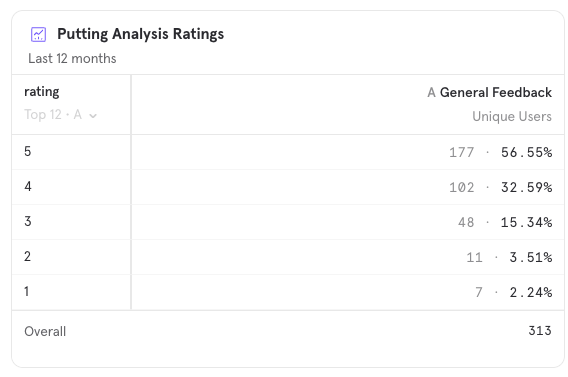 Putting Analysis Ratings
Last 12 months
rating
A General Feedback
Top 12 · A
Unique Users
5 177 · 56.55%
4 102 · 32.59%
3 48 · 15.34%
2 11 · 3.51%
1 7 · 2.24%
Overall 313